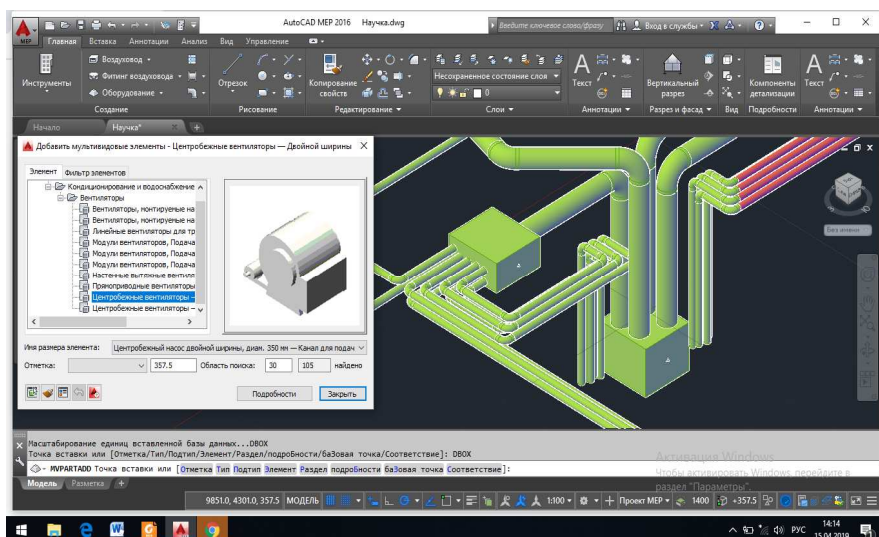 AutoCAD MEP 2016 Научка.dwg
Введите ключевое слово/фразу
Вход в службы
MEP
Главная Вставка Аннотации Анализ Вид Управление
Инструменты
Воздуховод
Фитинг воздуховода
Оборудование
Отрезок
Копирование свойств
Несохраненное состояние слоя
0
Текст
Вертикальный разрез
Компоненты детализации
Текст
Создание Рисование Редактирование Слои Аннотации Разрез и фасад Вид Подробности Аннотации
Начало Научка*
Добавить мультивидовые элементы - Центробежные вентиляторы — Двойной ширины
Элемент Фильтр элементов
Кондиционирование и водоснабжение
Вентиляторы
Вентиляторы, монтируемые на
Вентиляторы, монтируемые на
Линейные вентиляторы для тр
Модули вентиляторов, Подача
Модули вентиляторов, Подача
Модули вентиляторов, Подача
Настенные вытяжные вентиля
Прямоприводные вентиляторы
Центробежные вентиляторы —
Центробежные вентиляторы —
Имя размера элемента: Центробежный насос двойной ширины, диам. 350 мм — Канал для подач
Отметка: 357.5 Область поиска: 30 105 найдено
Подробности Закрыть
Без имени
Масштабирование единиц вставленной базы данных...DBOX
Точка вставки или [Отметка/Тип/Подтип/Элемент/Раздел/подробности/баЗовая точка/Соответствие]: DBOX
MVPARTADD Точка вставки или [Отметка Тип Подтип Элемент Раздел подробности баЗовая точка Соответствие]:
Активация Windows
Чтобы активировать Windows, перейдите в
раздел "Параметры".
Модель Разметка
9851.0, 4301.0, 357.5 МОДЕЛЬ 1:100 Проект MEP 1400 +357.5
РУС
14:14
15.04.2019